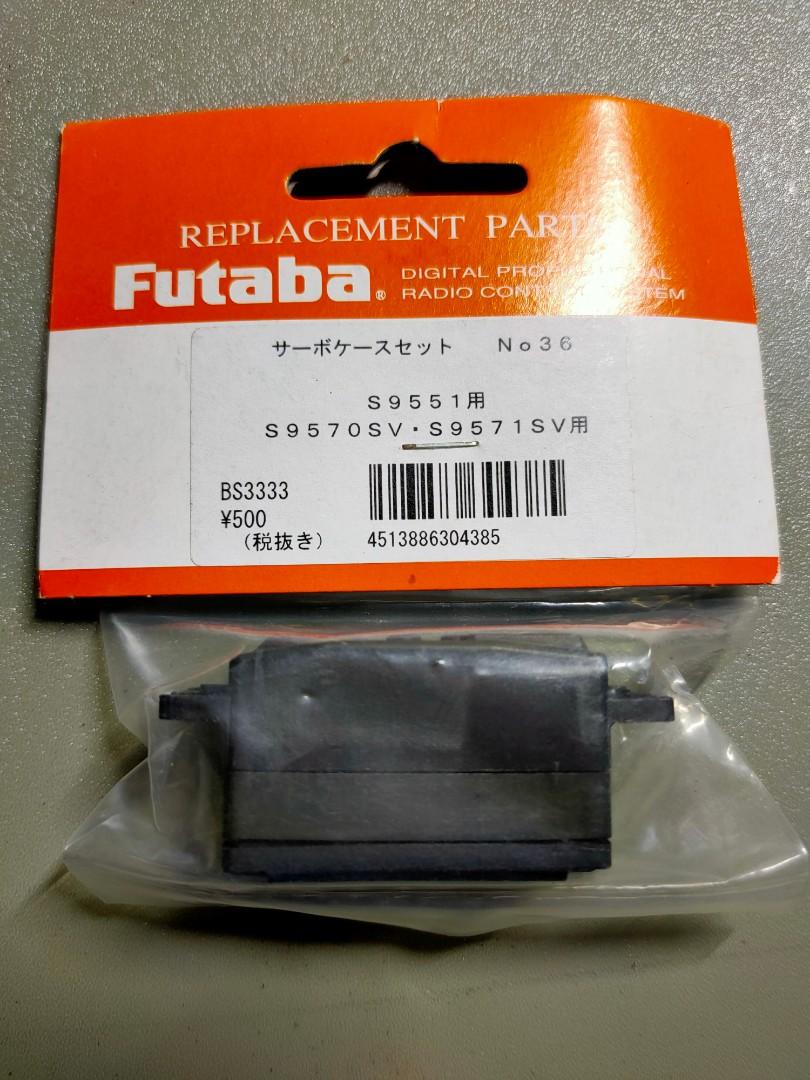 REPLACEMENT PARTS
Futaba®
DIGITAL PROPORTIONAL
RADIO CONTROL SYSTEM
サーボケースセット　Ｎｏ３６
Ｓ９５５１用
Ｓ９５７０ＳＶ・Ｓ９５７１ＳＶ用
BS3333
¥500
（税抜き）
4513886304385